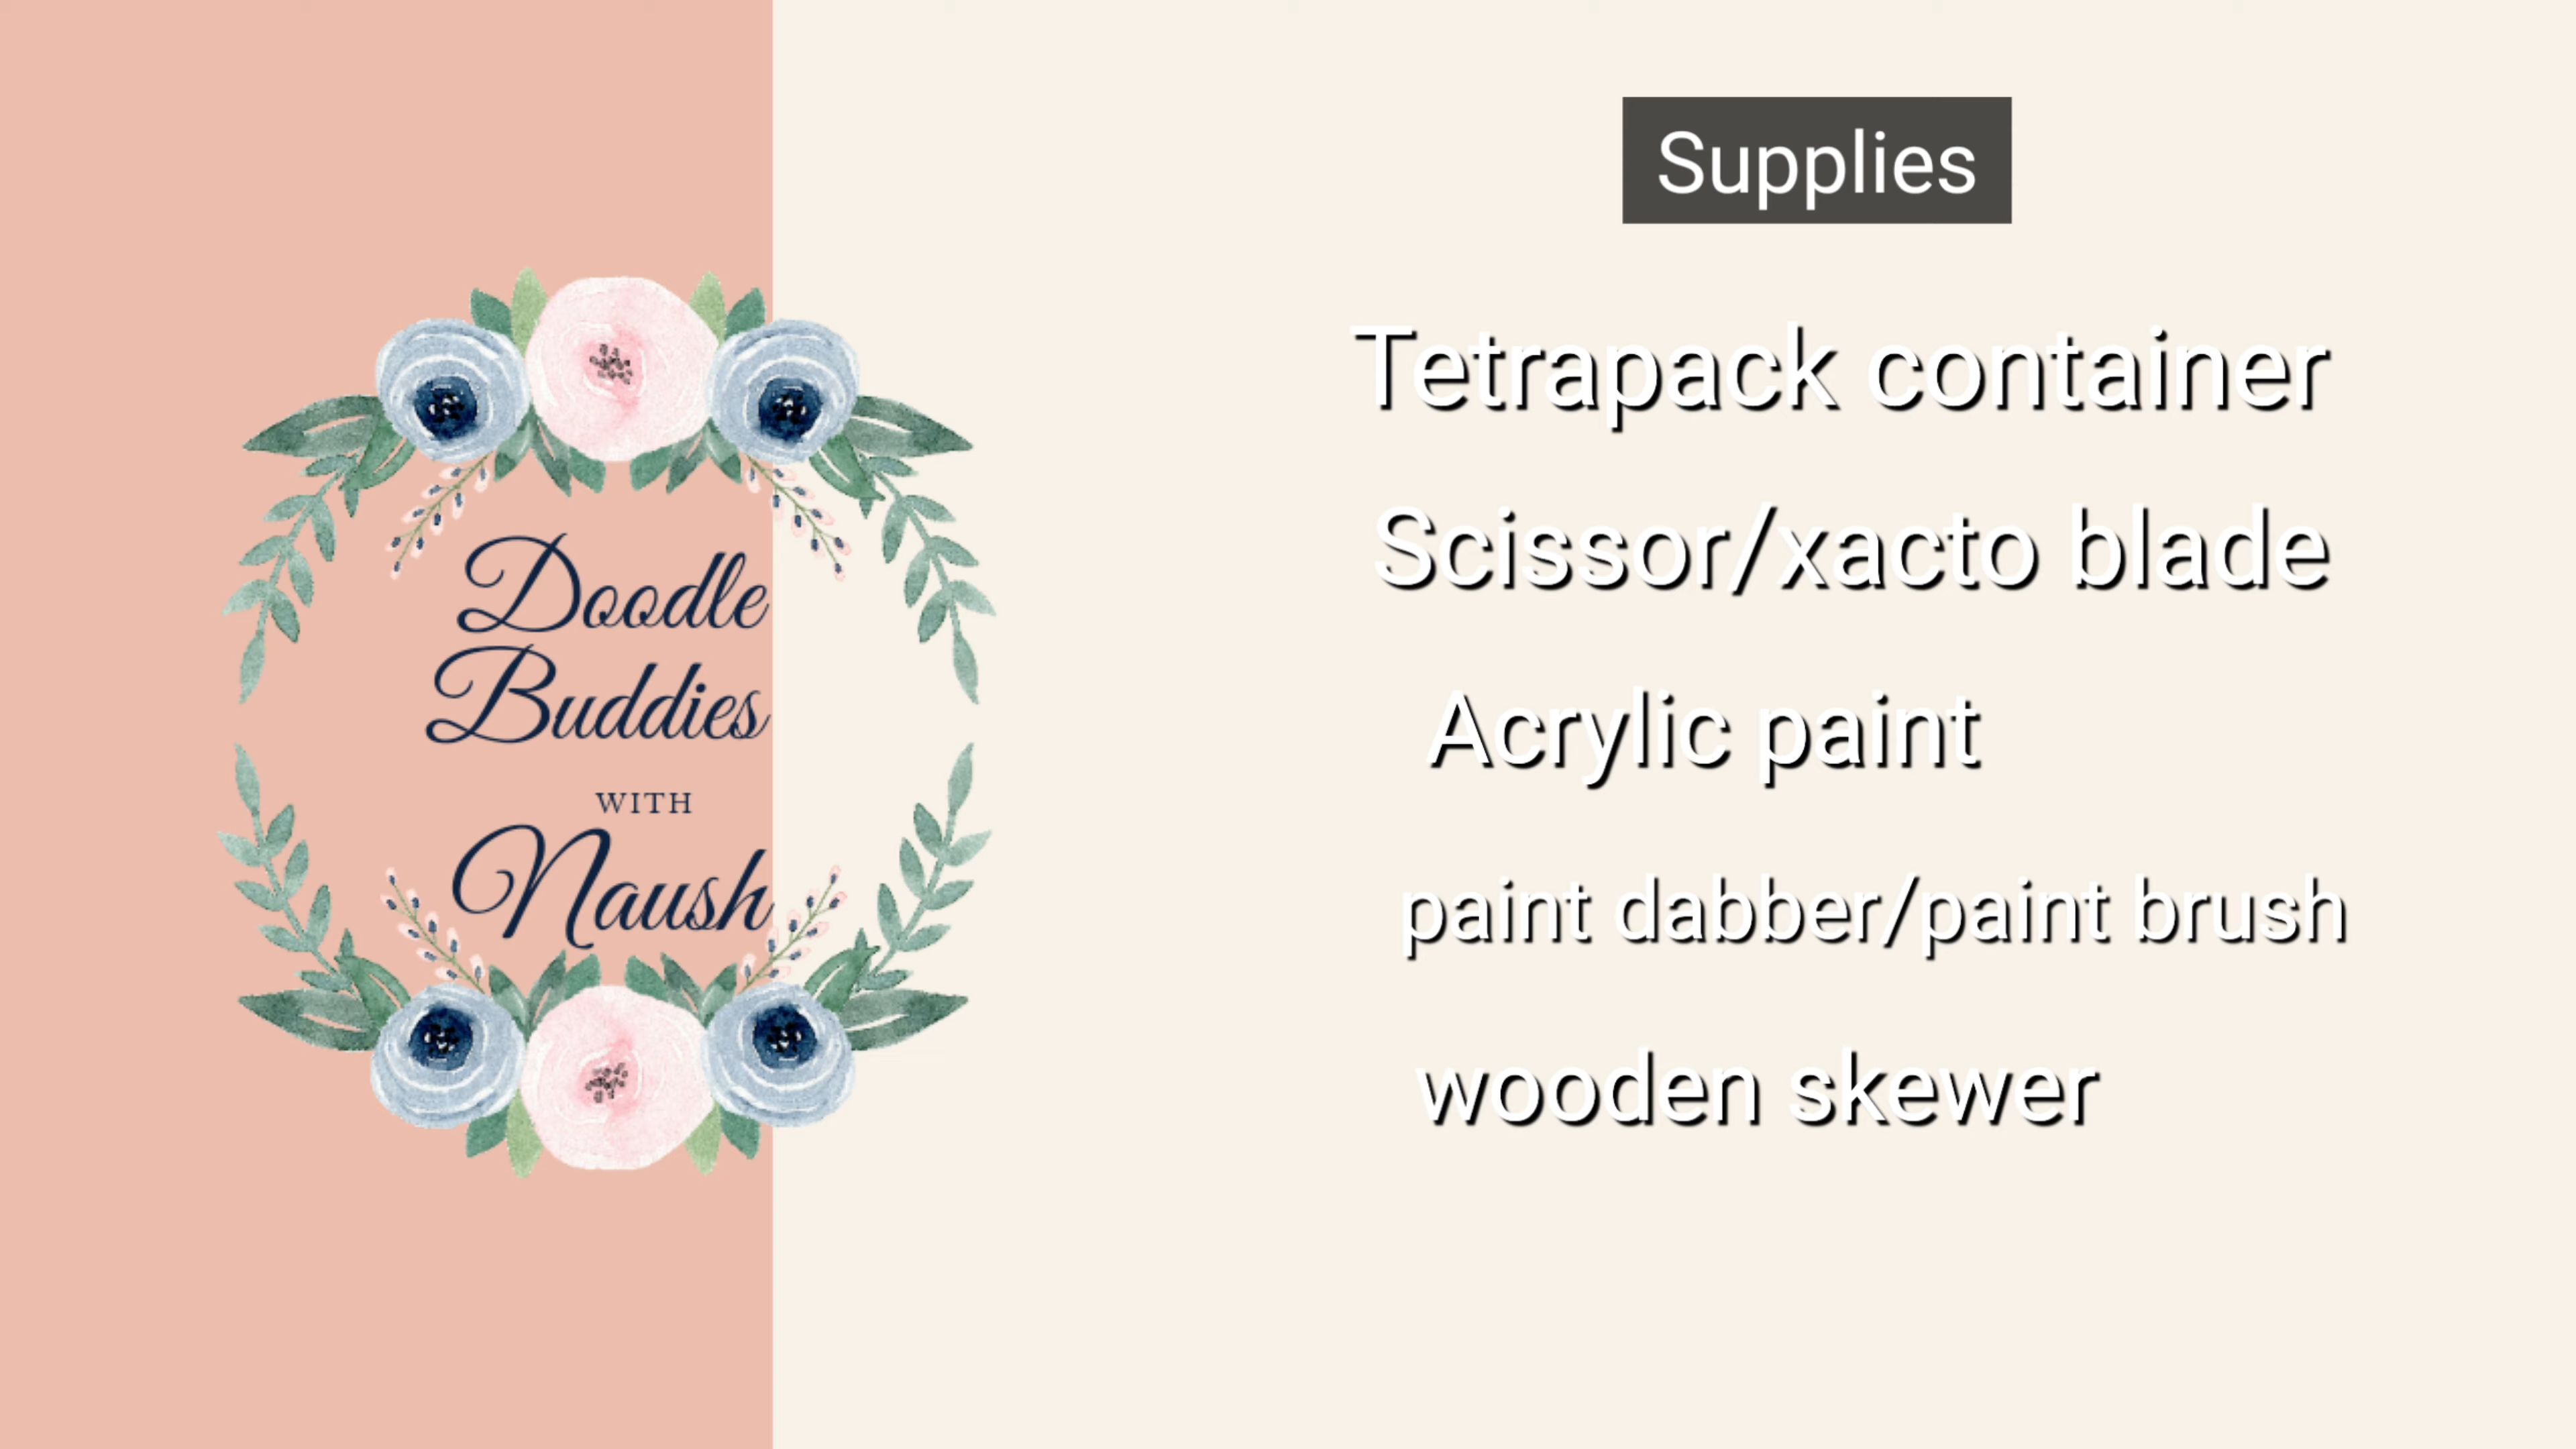 Doodle
Buddies
WITH
Naush
Supplies
Tetrapack container
Scissor/xacto blade
Acrylic paint
paint dabber/paint brush
wooden skewer